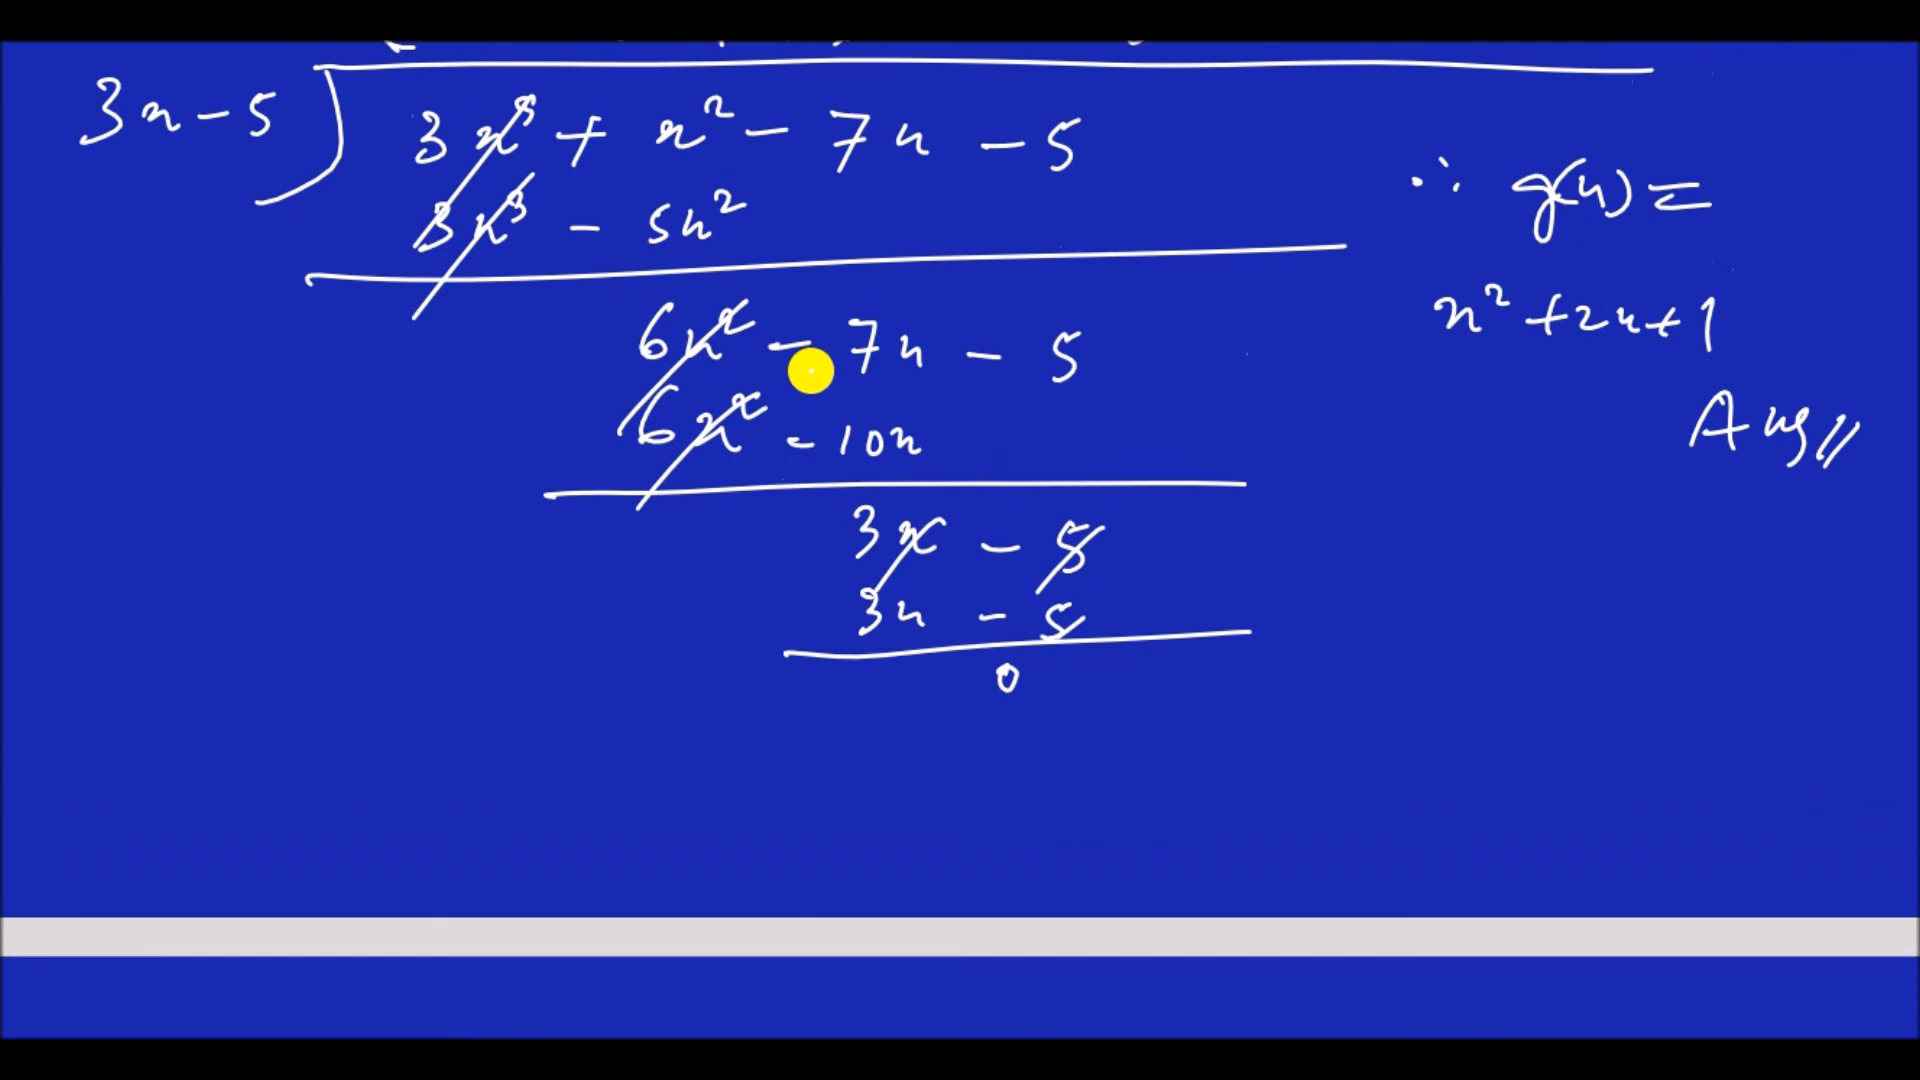 3x - 5 ) 3x³ + x² - 7x - 5
3x³ - 5x²
6x² - 7x - 5
6x² - 10x
3x - 5
3x - 5
0
∴ g(x) =
x² + 2x + 1
Ans //